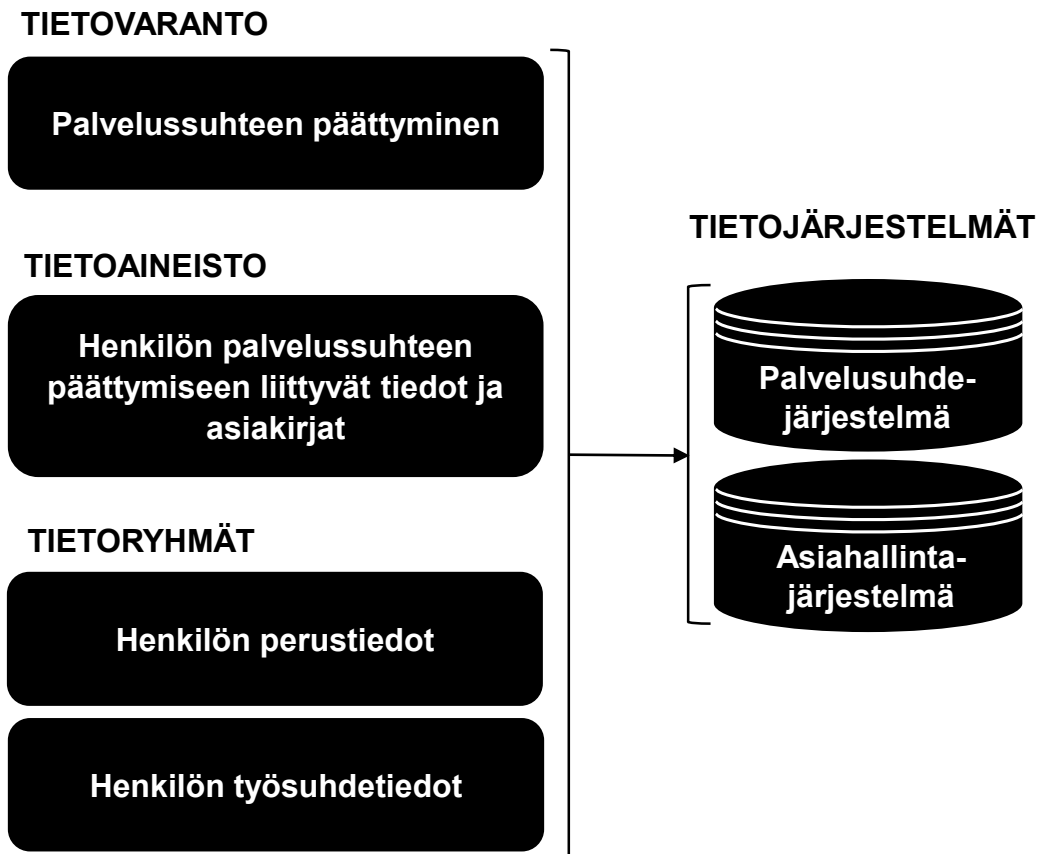 TIETOVARANTO
Palvelussuhteen päättyminen
TIETOAINEISTO
Henkilön palvelussuhteen
päättymiseen liittyvät tiedot ja
asiakirjat
TIETORYHMÄT
Henkilön perustiedot
Henkilön työsuhdetiedot
TIETOJÄRJESTELMÄT
Palvelusuhde-
järjestelmä
Asiahallinta-
järjestelmä